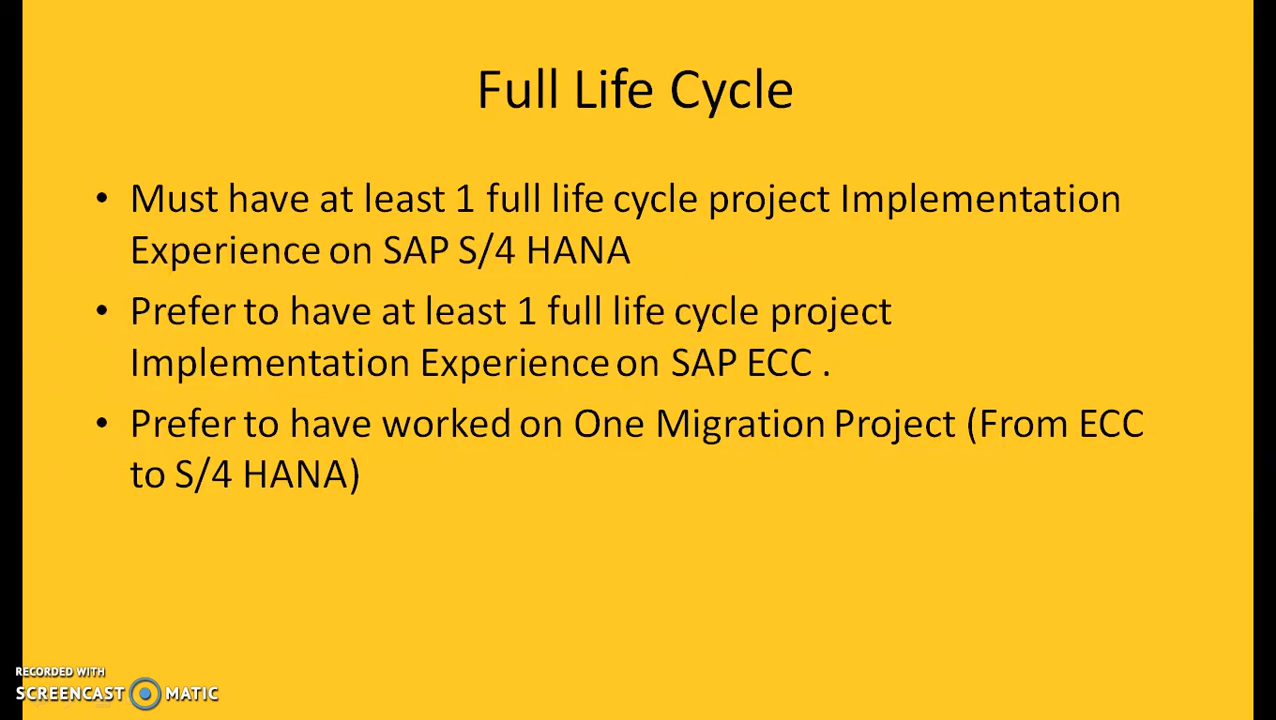 Full Life Cycle
• Must have at least 1 full life cycle project Implementation
Experience on SAP S/4 HANA
• Prefer to have at least 1 full life cycle project
Implementation Experience on SAP ECC .
• Prefer to have worked on One Migration Project (From ECC
to S/4 HANA)
RECORDED WITH
SCREENCAST MATIC